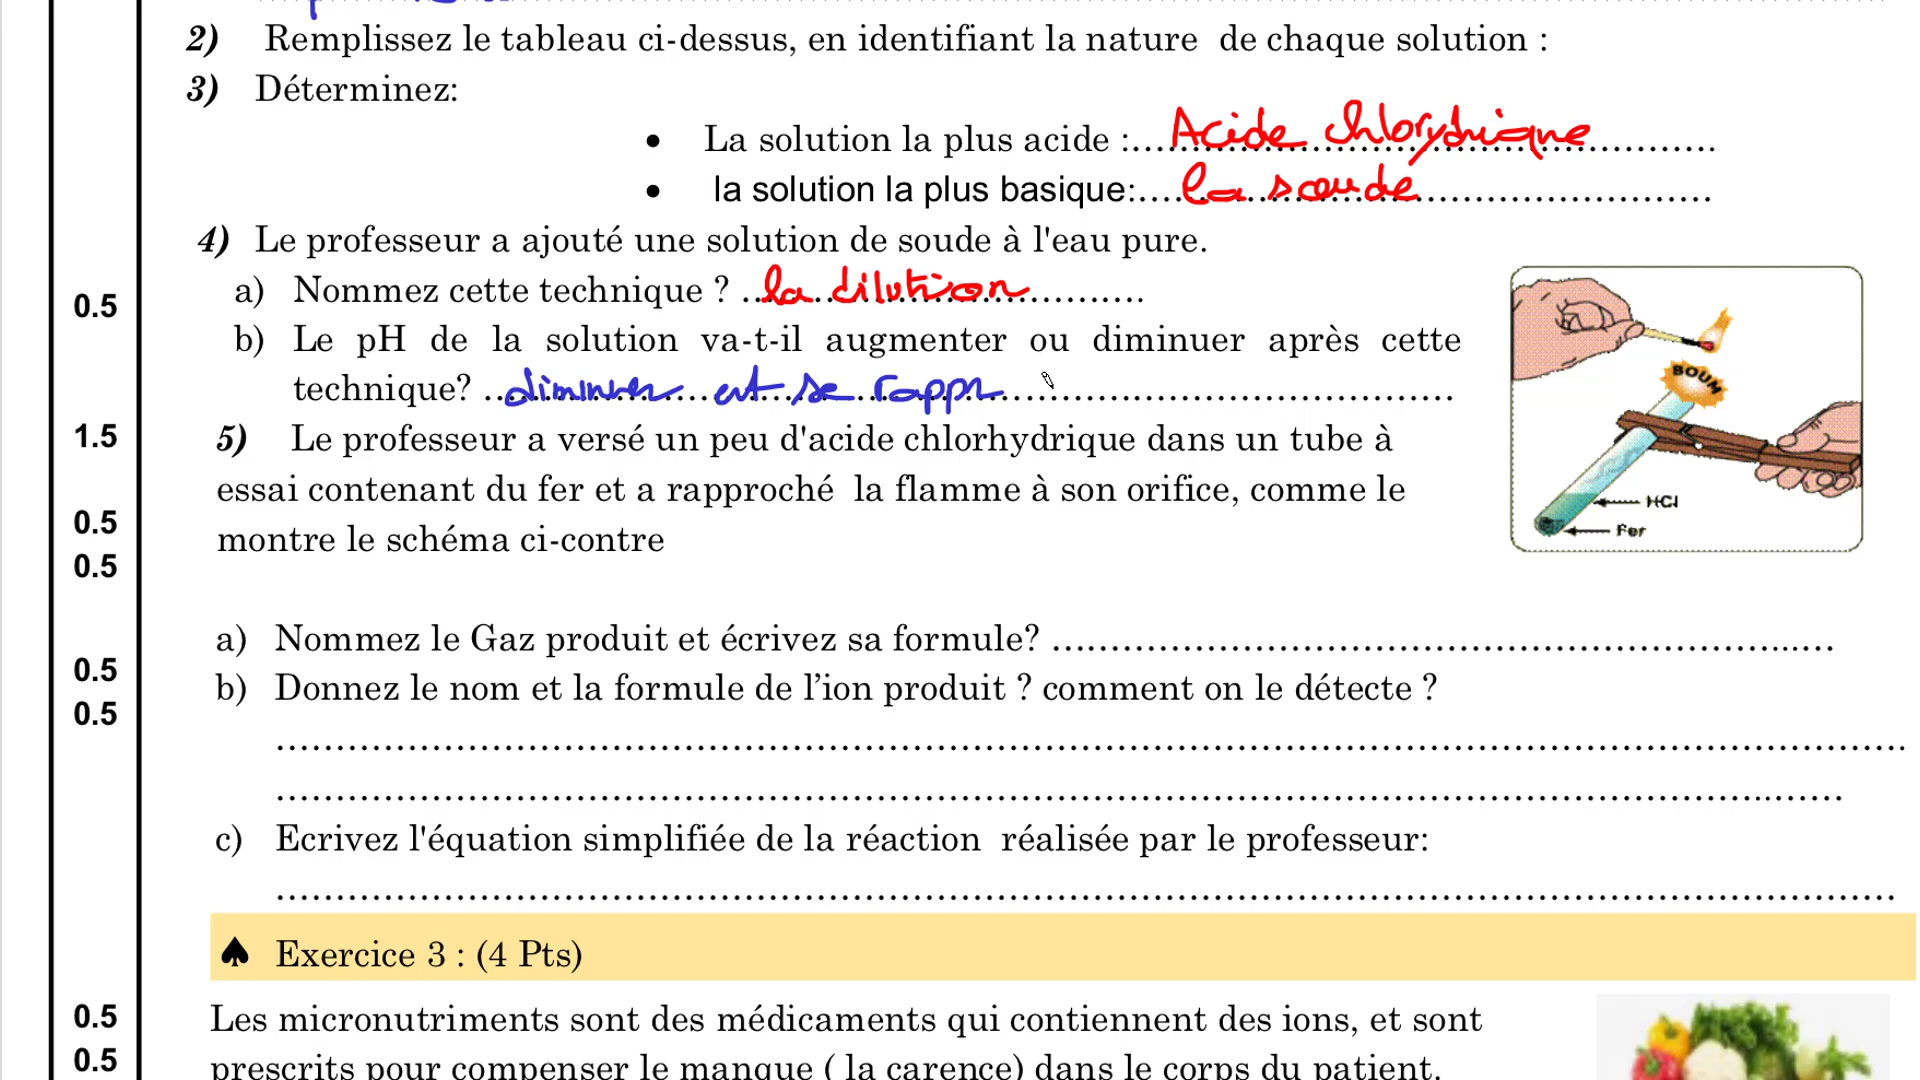 2) Remplissez le tableau ci-dessus, en identifiant la nature de chaque solution :
3) Déterminez:
• La solution la plus acide :... Acide chlorydrique
• la solution la plus basique:... la soude
4) Le professeur a ajouté une solution de soude à l'eau pure.
a) Nommez cette technique ? ... la dilution
0.5
b) Le pH de la solution va-t-il augmenter ou diminuer après cette
technique? ... diminuer et se rappr
BOUM
1.5
5) Le professeur a versé un peu d'acide chlorhydrique dans un tube à
essai contenant du fer et a rapproché la flamme à son orifice, comme le
HCl
0.5
montre le schéma ci-contre
Fer
0.5
a) Nommez le Gaz produit et écrivez sa formule? ...
0.5
b) Donnez le nom et la formule de l’ion produit ? comment on le détecte ?
0.5
c) Ecrivez l'équation simplifiée de la réaction réalisée par le professeur:
♠ Exercice 3 : (4 Pts)
0.5
Les micronutriments sont des médicaments qui contiennent des ions, et sont
0.5
prescrits pour compenser le manque ( la carence) dans le corps du patient.